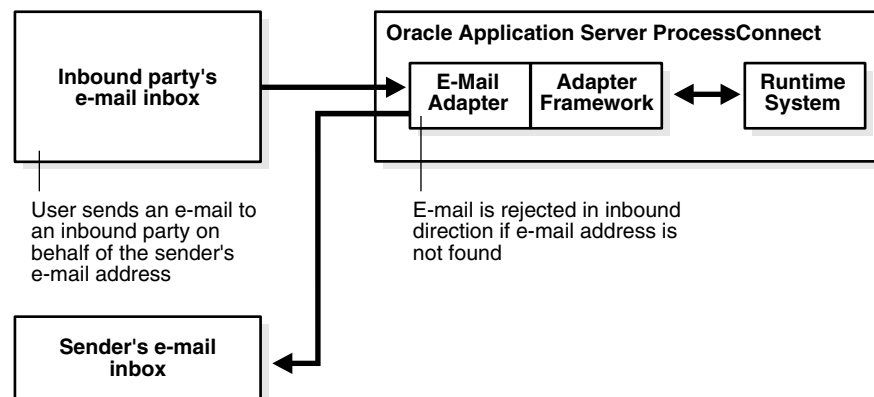 Oracle Application Server ProcessConnect
Inbound party's
e-mail inbox
E-Mail
Adapter
Adapter
Framework
Runtime
System
User sends an e-mail to
an inbound party on
behalf of the sender's
e-mail address
E-mail is rejected in inbound
direction if e-mail address is
not found
Sender's e-mail
inbox